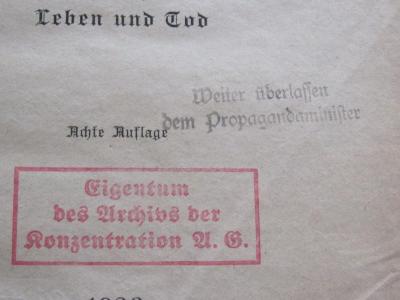 Leben und Tod
Weiter überlassen
dem Propagandaminister
Achte Auflage
Eigentum
des Archivs der
Konzentration A. G.